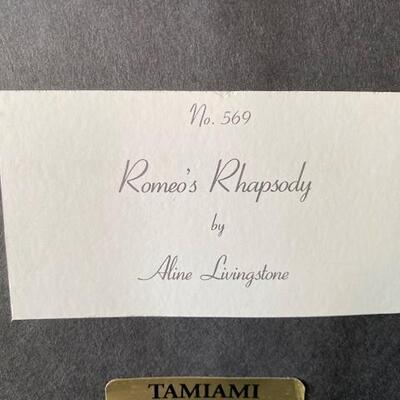 No. 569
Romeo's Rhapsody
by
Aline Livingstone
TAMIAMI